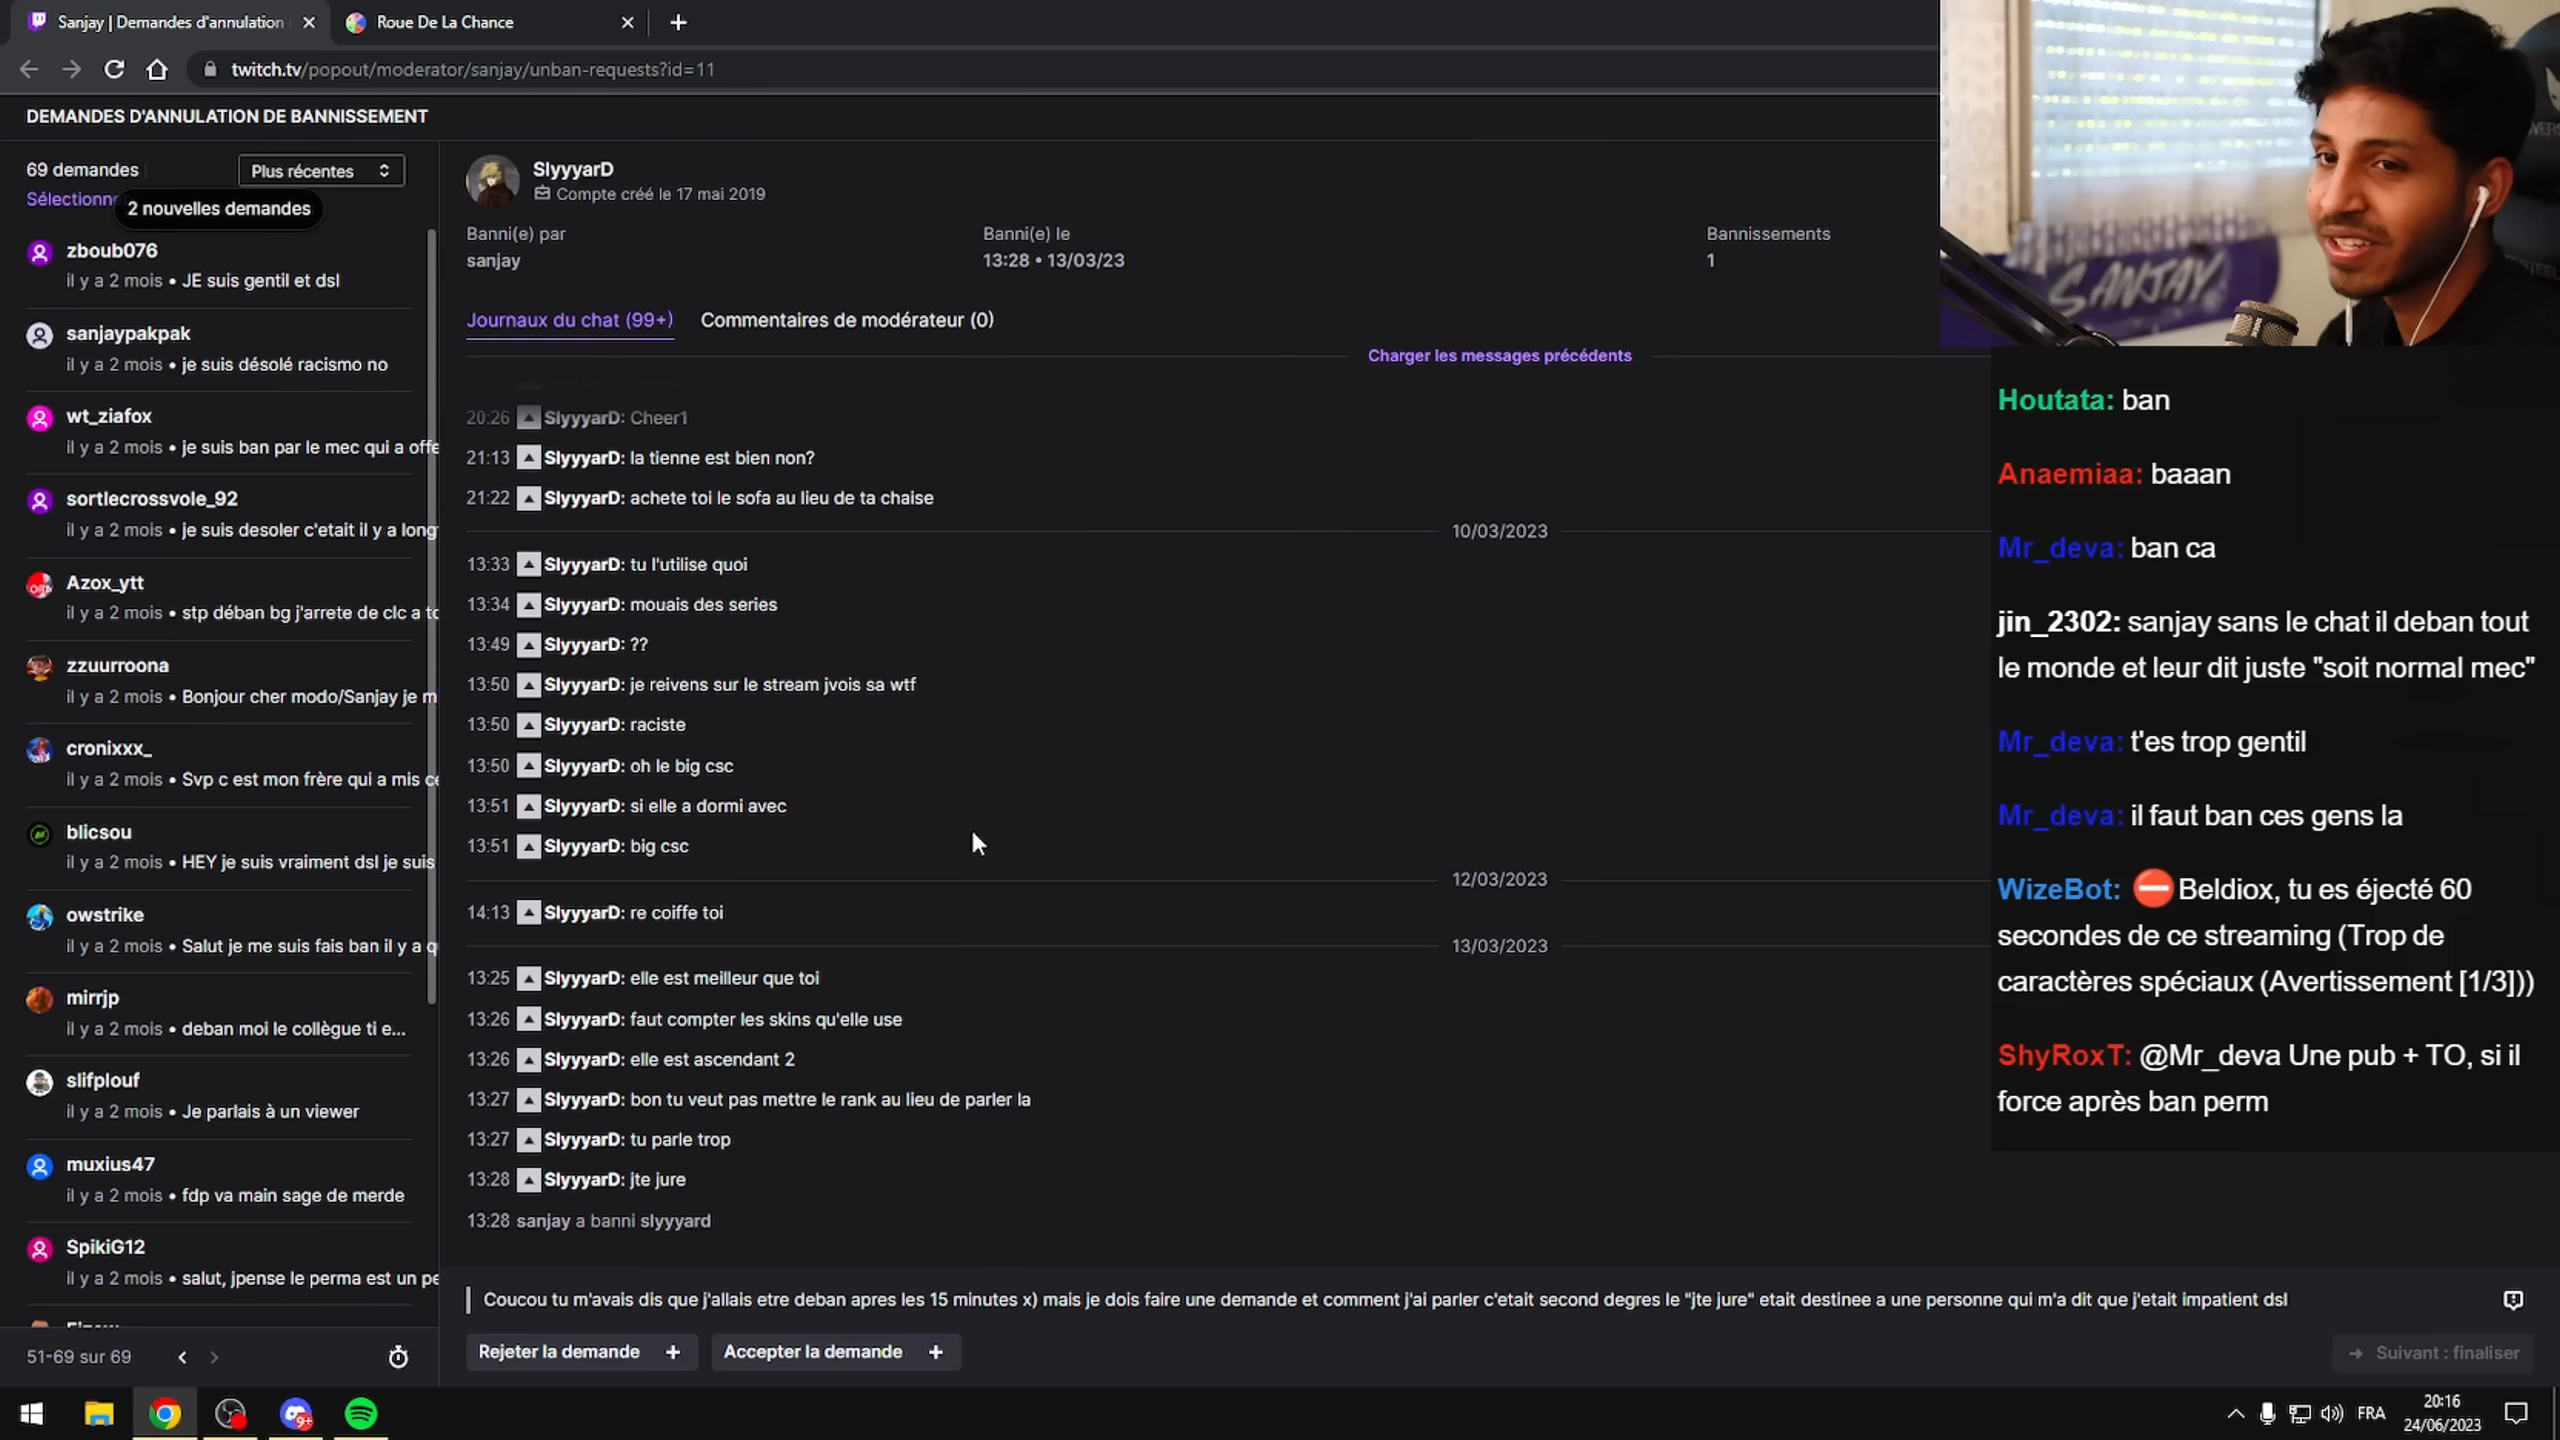 Sanjay | Demandes d'annulation
Roue De La Chance
twitch.tv/popout/moderator/sanjay/unban-requests?id=11
DEMANDES D'ANNULATION DE BANNISSEMENT
69 demandes
Plus récentes
Sélectionne
2 nouvelles demandes
zboub076
il y a 2 mois • JE suis gentil et dsl
sanjaypakpak
il y a 2 mois • je suis désolé racismo no
wt_ziafox
il y a 2 mois • je suis ban par le mec qui a offe
sortlecrossvole_92
il y a 2 mois • je suis desoler c'etait il y a long
Azox_ytt
il y a 2 mois • stp déban bg j'arrete de clc a to
zzuurroona
il y a 2 mois • Bonjour cher modo/Sanjay je m
cronixxx_
il y a 2 mois • Svp c est mon frère qui a mis ce
blicsou
il y a 2 mois • HEY je suis vraiment dsl je suis
owstrike
il y a 2 mois • Salut je me suis fais ban il y a q
mirrjp
il y a 2 mois • deban moi le collègue ti e...
slifplouf
il y a 2 mois • Je parlais à un viewer
muxius47
il y a 2 mois • fdp va main sage de merde
SpikiG12
il y a 2 mois • salut, jpense le perma est un pe
51-69 sur 69
SlyyyarD
Compte créé le 17 mai 2019
Banni(e) par
sanjay
Banni(e) le
13:28 • 13/03/23
Bannissements
1
Journaux du chat (99+)
Commentaires de modérateur (0)
Charger les messages précédents
20:26 SlyyyarD: Cheer1
21:13 SlyyyarD: la tienne est bien non?
21:22 SlyyyarD: achete toi le sofa au lieu de ta chaise
10/03/2023
13:33 SlyyyarD: tu l'utilise quoi
13:34 SlyyyarD: mouais des series
13:49 SlyyyarD: ??
13:50 SlyyyarD: je reivens sur le stream jvois sa wtf
13:50 SlyyyarD: raciste
13:50 SlyyyarD: oh le big csc
13:51 SlyyyarD: si elle a dormi avec
13:51 SlyyyarD: big csc
12/03/2023
14:13 SlyyyarD: re coiffe toi
13/03/2023
13:25 SlyyyarD: elle est meilleur que toi
13:26 SlyyyarD: faut compter les skins qu'elle use
13:26 SlyyyarD: elle est ascendant 2
13:27 SlyyyarD: bon tu veut pas mettre le rank au lieu de parler la
13:27 SlyyyarD: tu parle trop
13:28 SlyyyarD: jte jure
13:28 sanjay a banni slyyyard
Coucou tu m'avais dis que j'allais etre deban apres les 15 minutes x) mais je dois faire une demande et comment j'ai parler c'etait second degres le "jte jure" etait destinee a une personne qui m'a dit que j'etait impatient dsl
Rejeter la demande
Accepter la demande
Suivant : finaliser
SANJAY
Houtata: ban
Anaemiaa: baaan
Mr_deva: ban ca
jin_2302: sanjay sans le chat il deban tout
le monde et leur dit juste "soit normal mec"
Mr_deva: t'es trop gentil
Mr_deva: il faut ban ces gens la
WizeBot: ⛔ Beldiox, tu es éjecté 60
secondes de ce streaming (Trop de
caractères spéciaux (Avertissement [1/3]))
ShyRoxT: @Mr_deva Une pub + TO, si il
force après ban perm
9+
FRA
20:16
24/06/2023